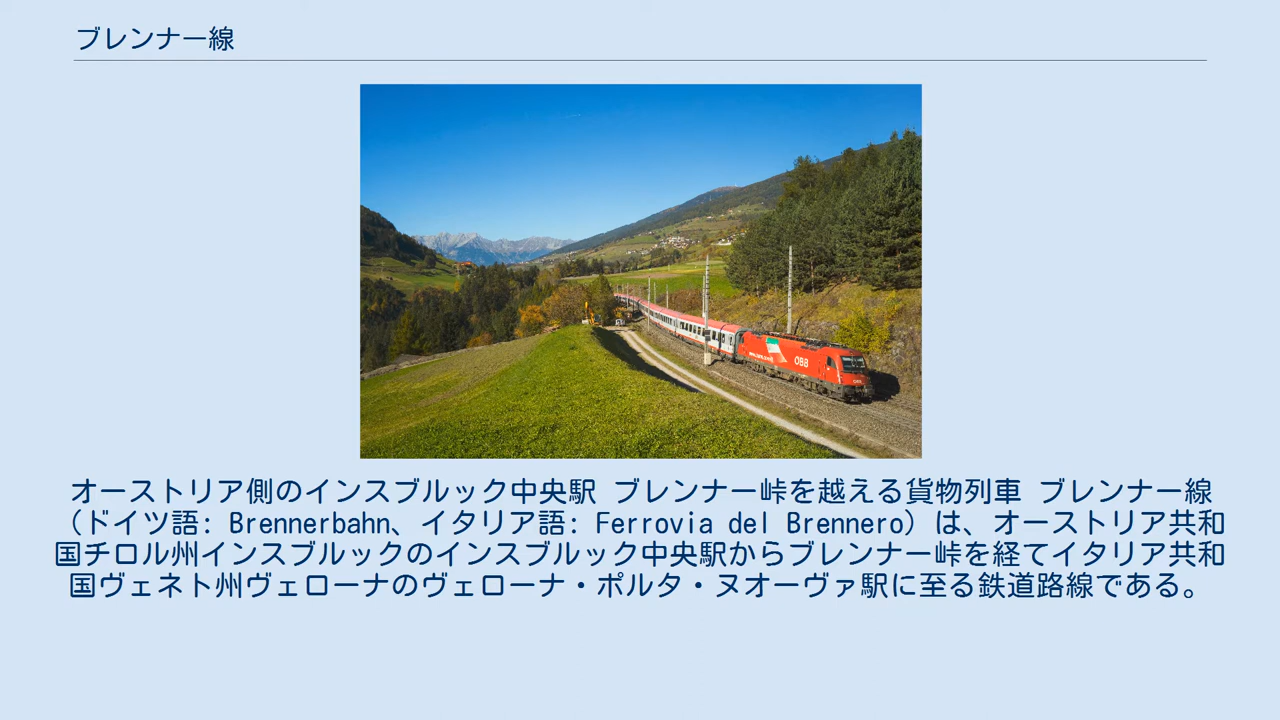 ブレンナー線
ÖBB
オーストリア側のインスブルック中央駅 ブレンナー峠を越える貨物列車 ブレンナー線
（ドイツ語: Brennerbahn、イタリア語: Ferrovia del Brennero）は、オーストリア共和
国チロル州インスブルックのインスブルック中央駅からブレンナー峠を経てイタリア共和
国ヴェネト州ヴェローナのヴェローナ・ポルタ・ヌオーヴァ駅に至る鉄道路線である。